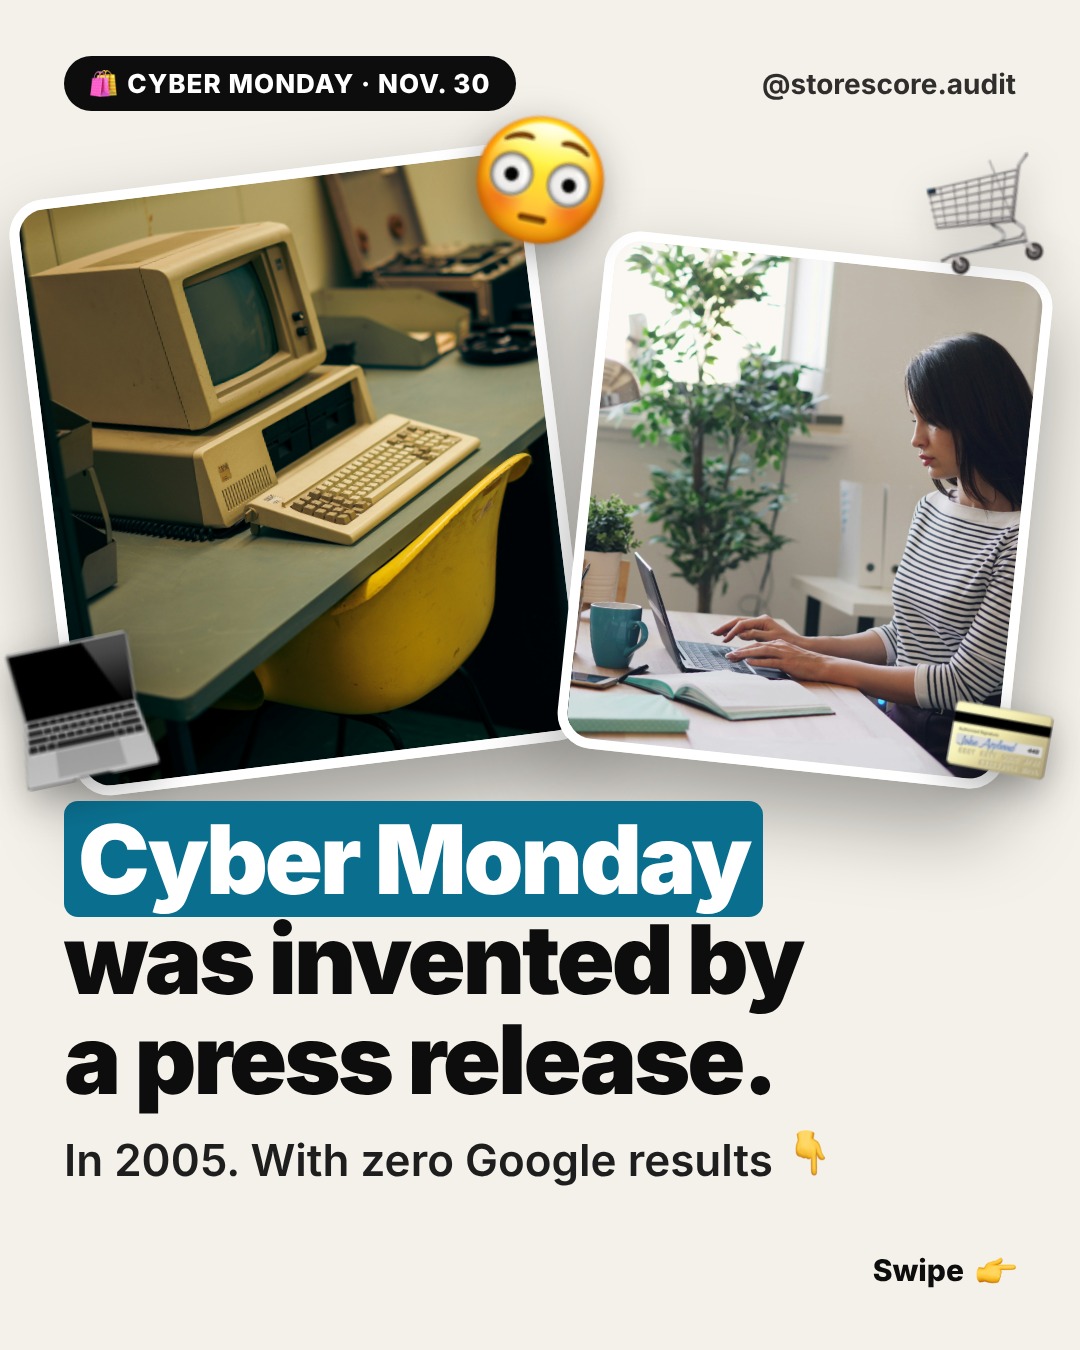 🛍️ CYBER MONDAY · NOV. 30
@storescore.audit
Cyber Monday
was invented by
a press release.
In 2005. With zero Google results 👇
Swipe 👉